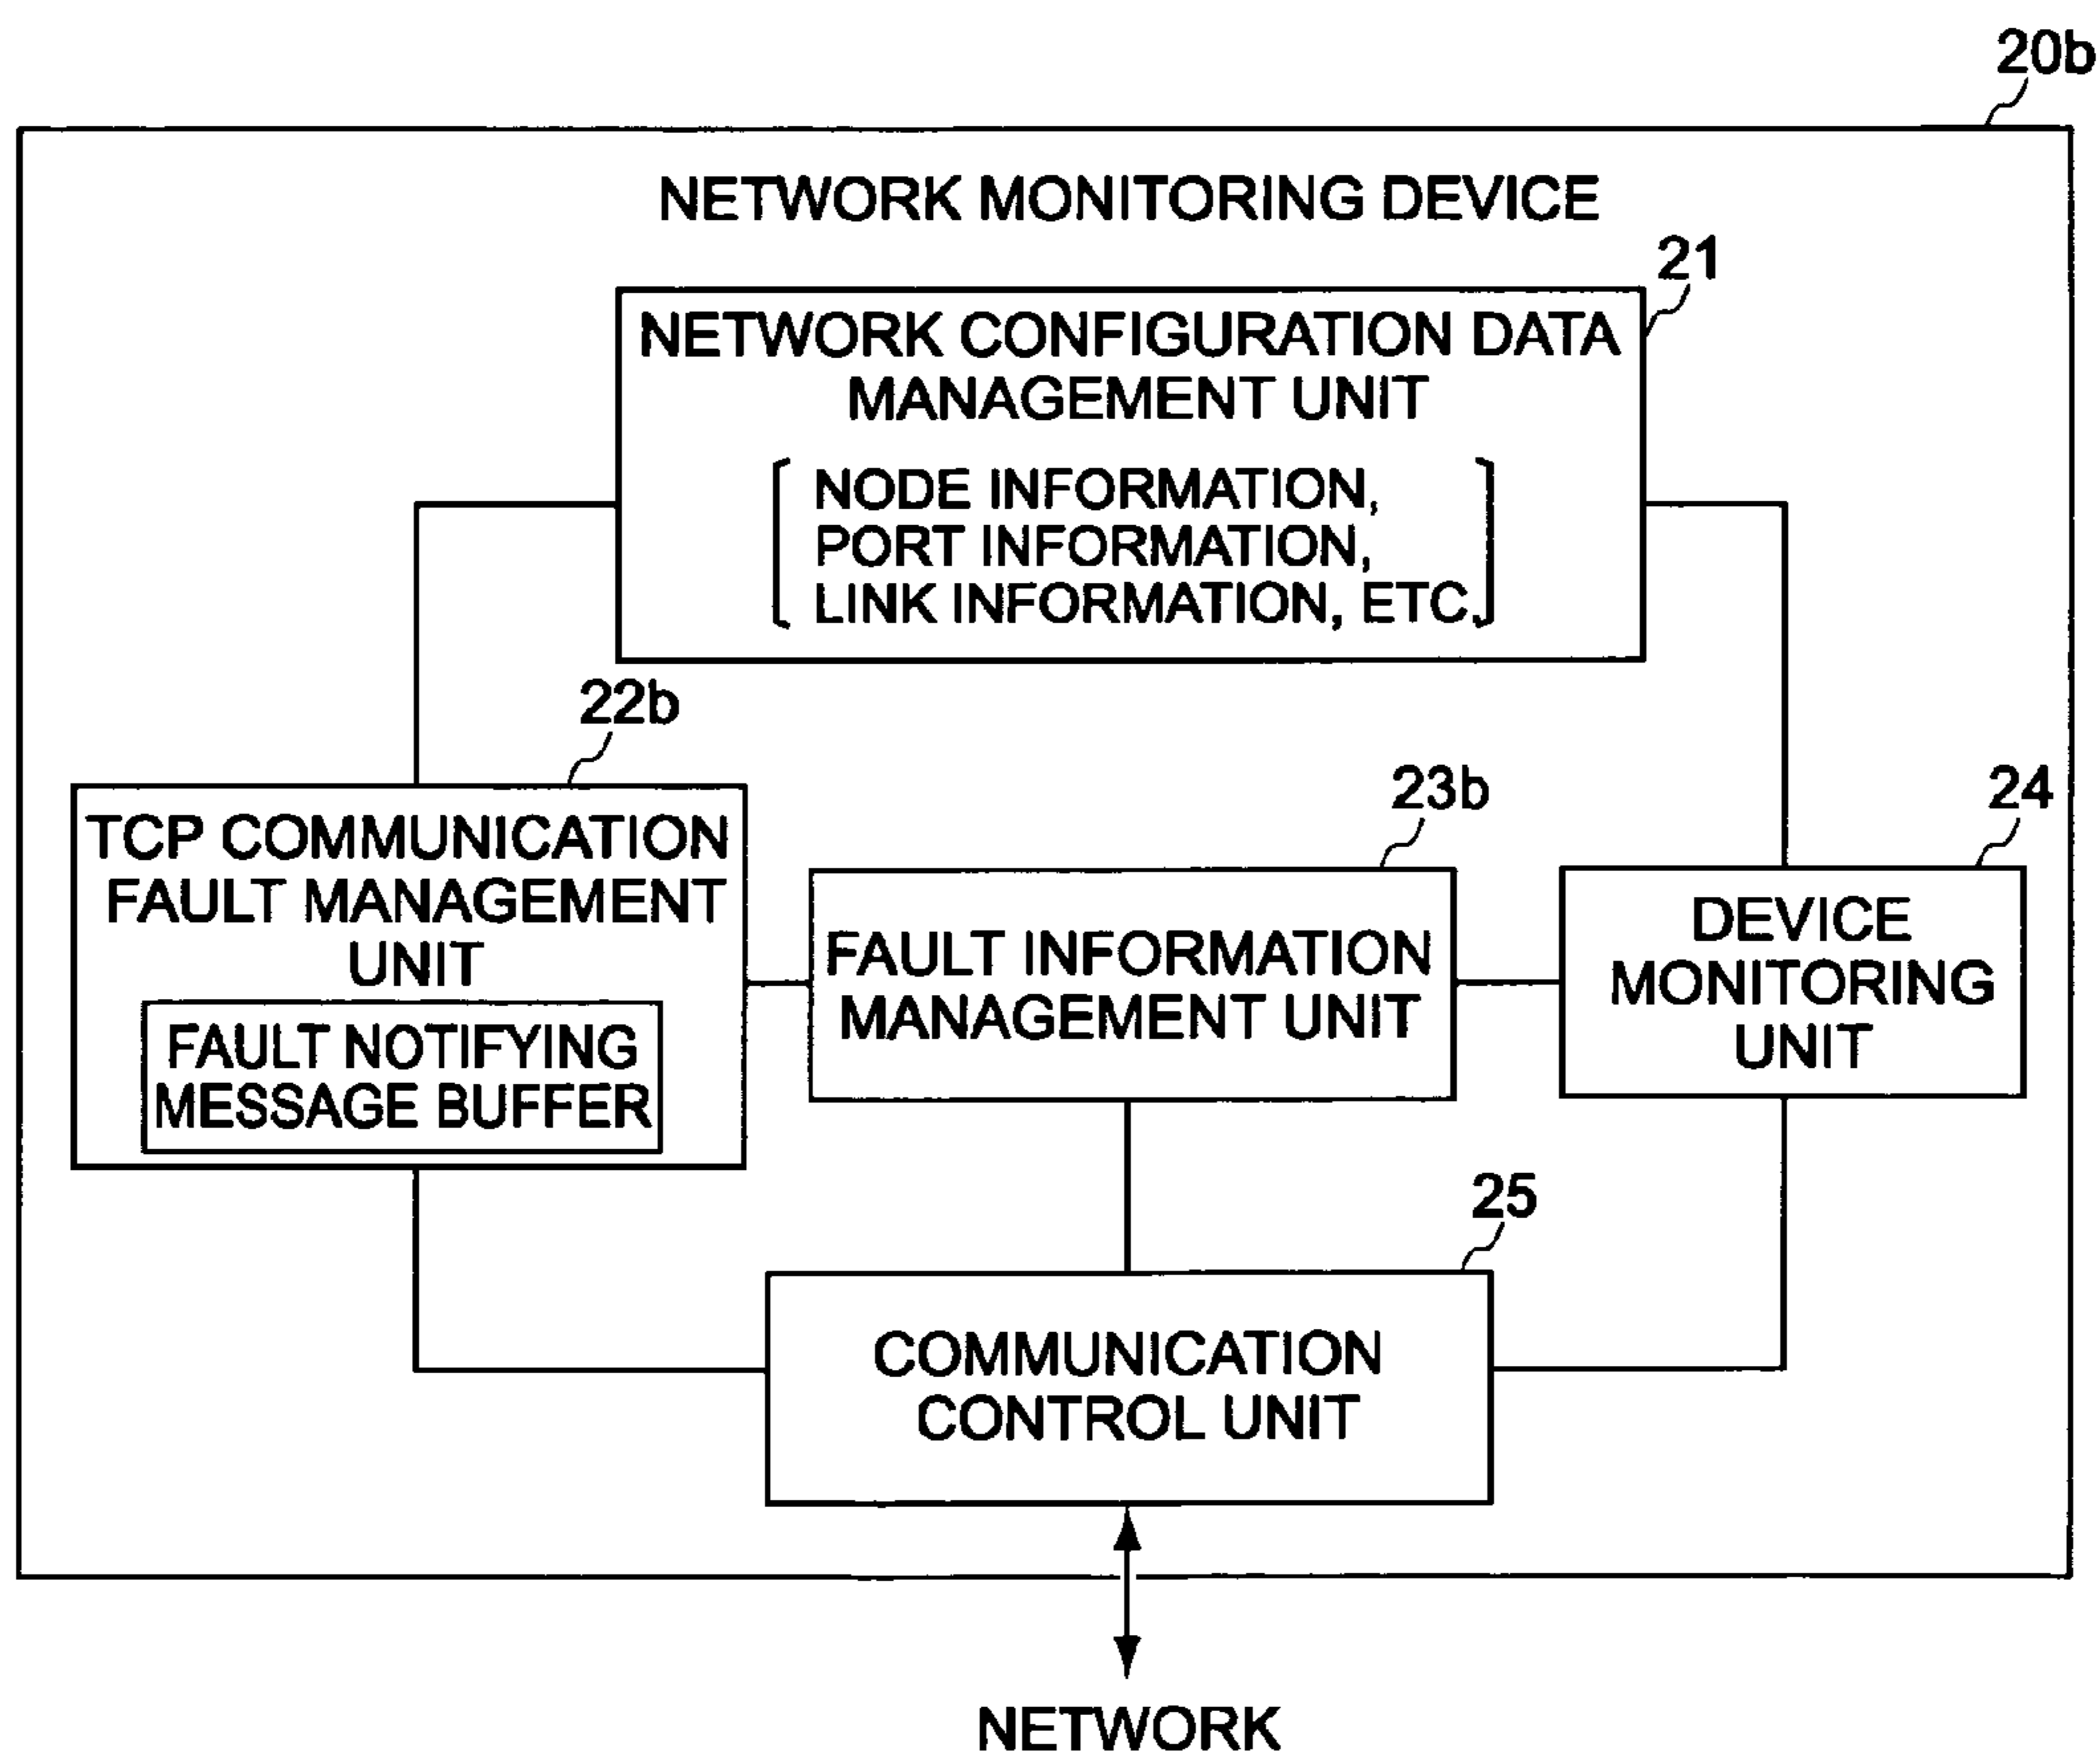 20b
NETWORK MONITORING DEVICE
21
NETWORK CONFIGURATION DATA
MANAGEMENT UNIT
NODE INFORMATION,
PORT INFORMATION,
LINK INFORMATION, ETC.
22b
TCP COMMUNICATION
FAULT MANAGEMENT
UNIT
FAULT NOTIFYING
MESSAGE BUFFER
23b
FAULT INFORMATION
MANAGEMENT UNIT
24
DEVICE
MONITORING
UNIT
25
COMMUNICATION
CONTROL UNIT
NETWORK